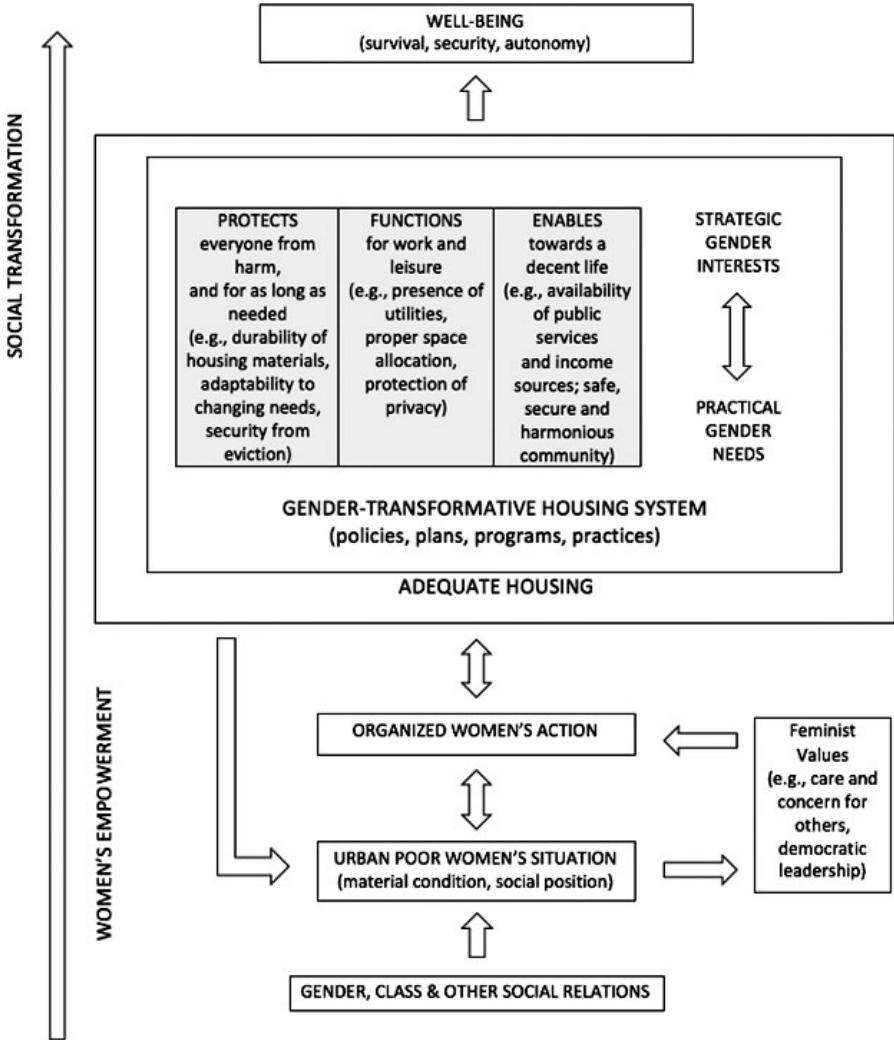 WELL-BEING
(survival, security, autonomy)
SOCIAL TRANSFORMATION
PROTECTS
everyone from
harm,
and for as long as
needed
(e.g., durability of
housing materials,
adaptability to
changing needs,
security from
eviction)
FUNCTIONS
for work and
leisure
(e.g., presence of
utilities,
proper space
allocation,
protection of
privacy)
ENABLES
towards a
decent life
(e.g., availability
of public
services
and income
sources; safe,
secure and
harmonious
community)
STRATEGIC
GENDER
INTERESTS
PRACTICAL
GENDER
NEEDS
GENDER-TRANSFORMATIVE HOUSING SYSTEM
(policies, plans, programs, practices)
ADEQUATE HOUSING
WOMEN'S EMPOWERMENT
ORGANIZED WOMEN'S ACTION
Feminist
Values
(e.g., care and
concern for
others,
democratic
leadership)
URBAN POOR WOMEN'S SITUATION
(material condition, social position)
GENDER, CLASS & OTHER SOCIAL RELATIONS